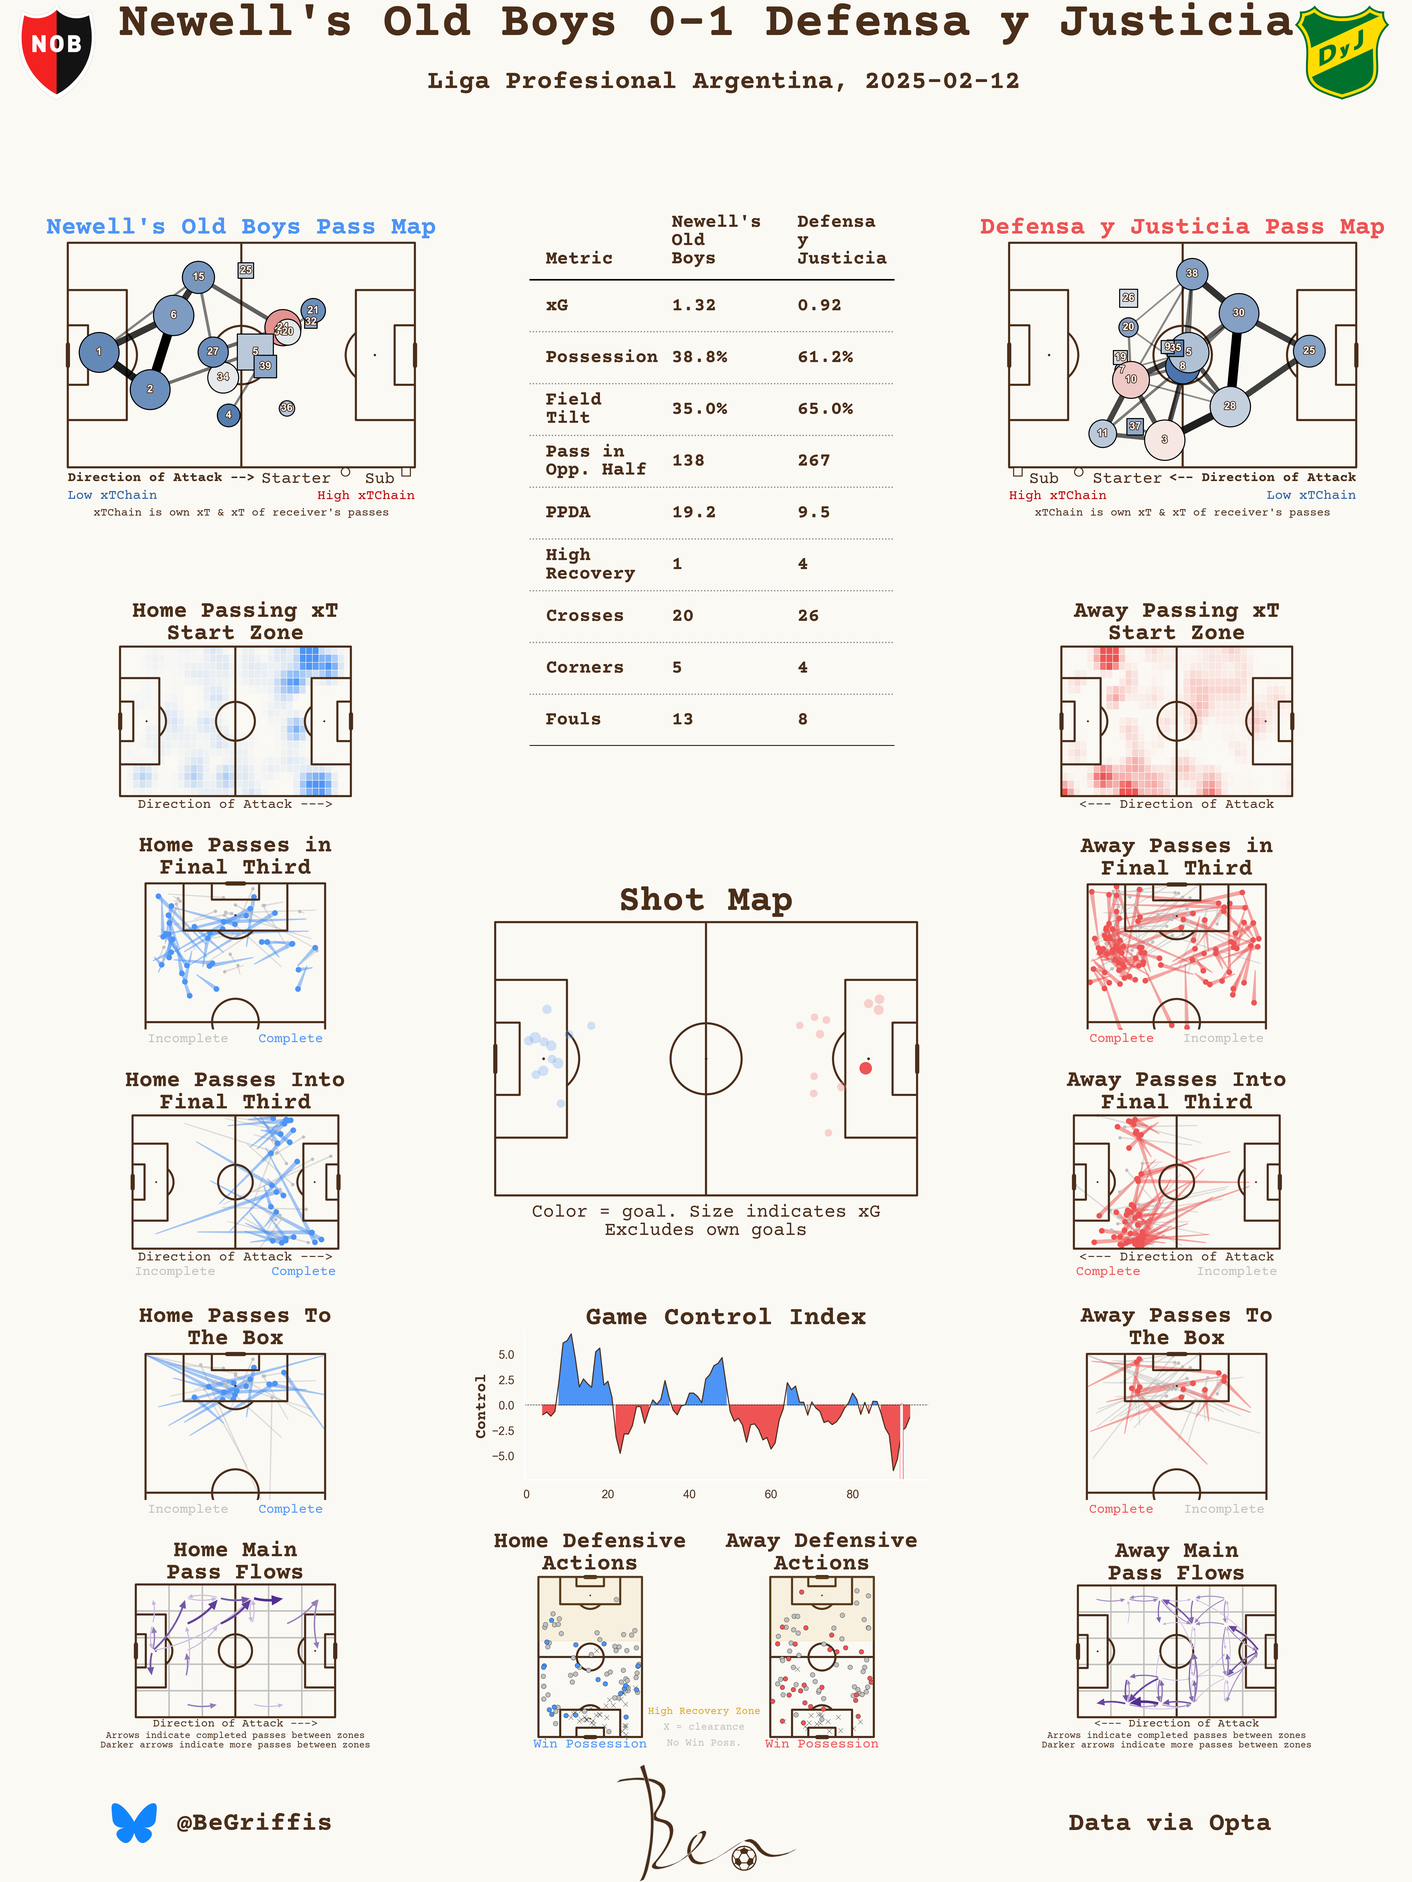 Newell's Old Boys 0-1 Defensa y Justicia
NOB
DyJ
Liga Profesional Argentina, 2025-02-12
Newell's Old Boys Pass Map
15
25
6
21
32
24
20
1
27
5
39
34
2
4
36
Direction of Attack --> Starter Sub
Low xTChain High xTChain
xTChain is own xT & xT of receiver's passes
Metric Newell's Old Boys Defensa y Justicia
xG 1.32 0.92
Possession 38.8% 61.2%
Field Tilt 35.0% 65.0%
Pass in Opp. Half 138 267
PPDA 19.2 9.5
High Recovery 1 4
Crosses 20 26
Corners 5 4
Fouls 13 8
Defensa y Justicia Pass Map
38
26
30
20
9
35
5
25
19
7
10
8
28
11
37
3
Sub Starter <-- Direction of Attack
High xTChain Low xTChain
xTChain is own xT & xT of receiver's passes
Home Passing xT
Start Zone
Direction of Attack --->
Away Passing xT
Start Zone
<--- Direction of Attack
Home Passes in
Final Third
Incomplete Complete
Shot Map
Color = goal. Size indicates xG
Excludes own goals
Away Passes in
Final Third
Complete Incomplete
Home Passes Into
Final Third
Direction of Attack --->
Incomplete Complete
Away Passes Into
Final Third
<--- Direction of Attack
Complete Incomplete
Home Passes To
The Box
Incomplete Complete
Game Control Index
Control
5.0
2.5
0.0
−2.5
−5.0
0 20 40 60 80
Away Passes To
The Box
Complete Incomplete
Home Main
Pass Flows
Direction of Attack --->
Arrows indicate completed passes between zones
Darker arrows indicate more passes between zones
Home Defensive
Actions
Win Possession
Away Defensive
Actions
Win Possession
High Recovery Zone
X = clearance
No Win Poss.
Away Main
Pass Flows
<--- Direction of Attack
Arrows indicate completed passes between zones
Darker arrows indicate more passes between zones
@BeGriffis
Ben
Data via Opta